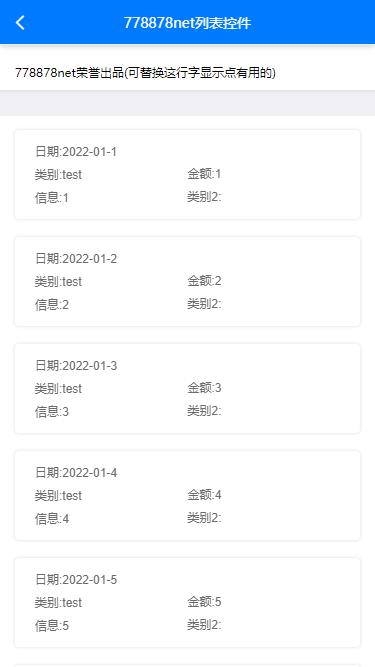 778878net列表控件
778878net荣誉出品(可替换这行字显示点有用的)
日期:2022-01-1
类别:test 金额:1
信息:1 类别2:
日期:2022-01-2
类别:test 金额:2
信息:2 类别2:
日期:2022-01-3
类别:test 金额:3
信息:3 类别2:
日期:2022-01-4
类别:test 金额:4
信息:4 类别2:
日期:2022-01-5
类别:test 金额:5
信息:5 类别2: